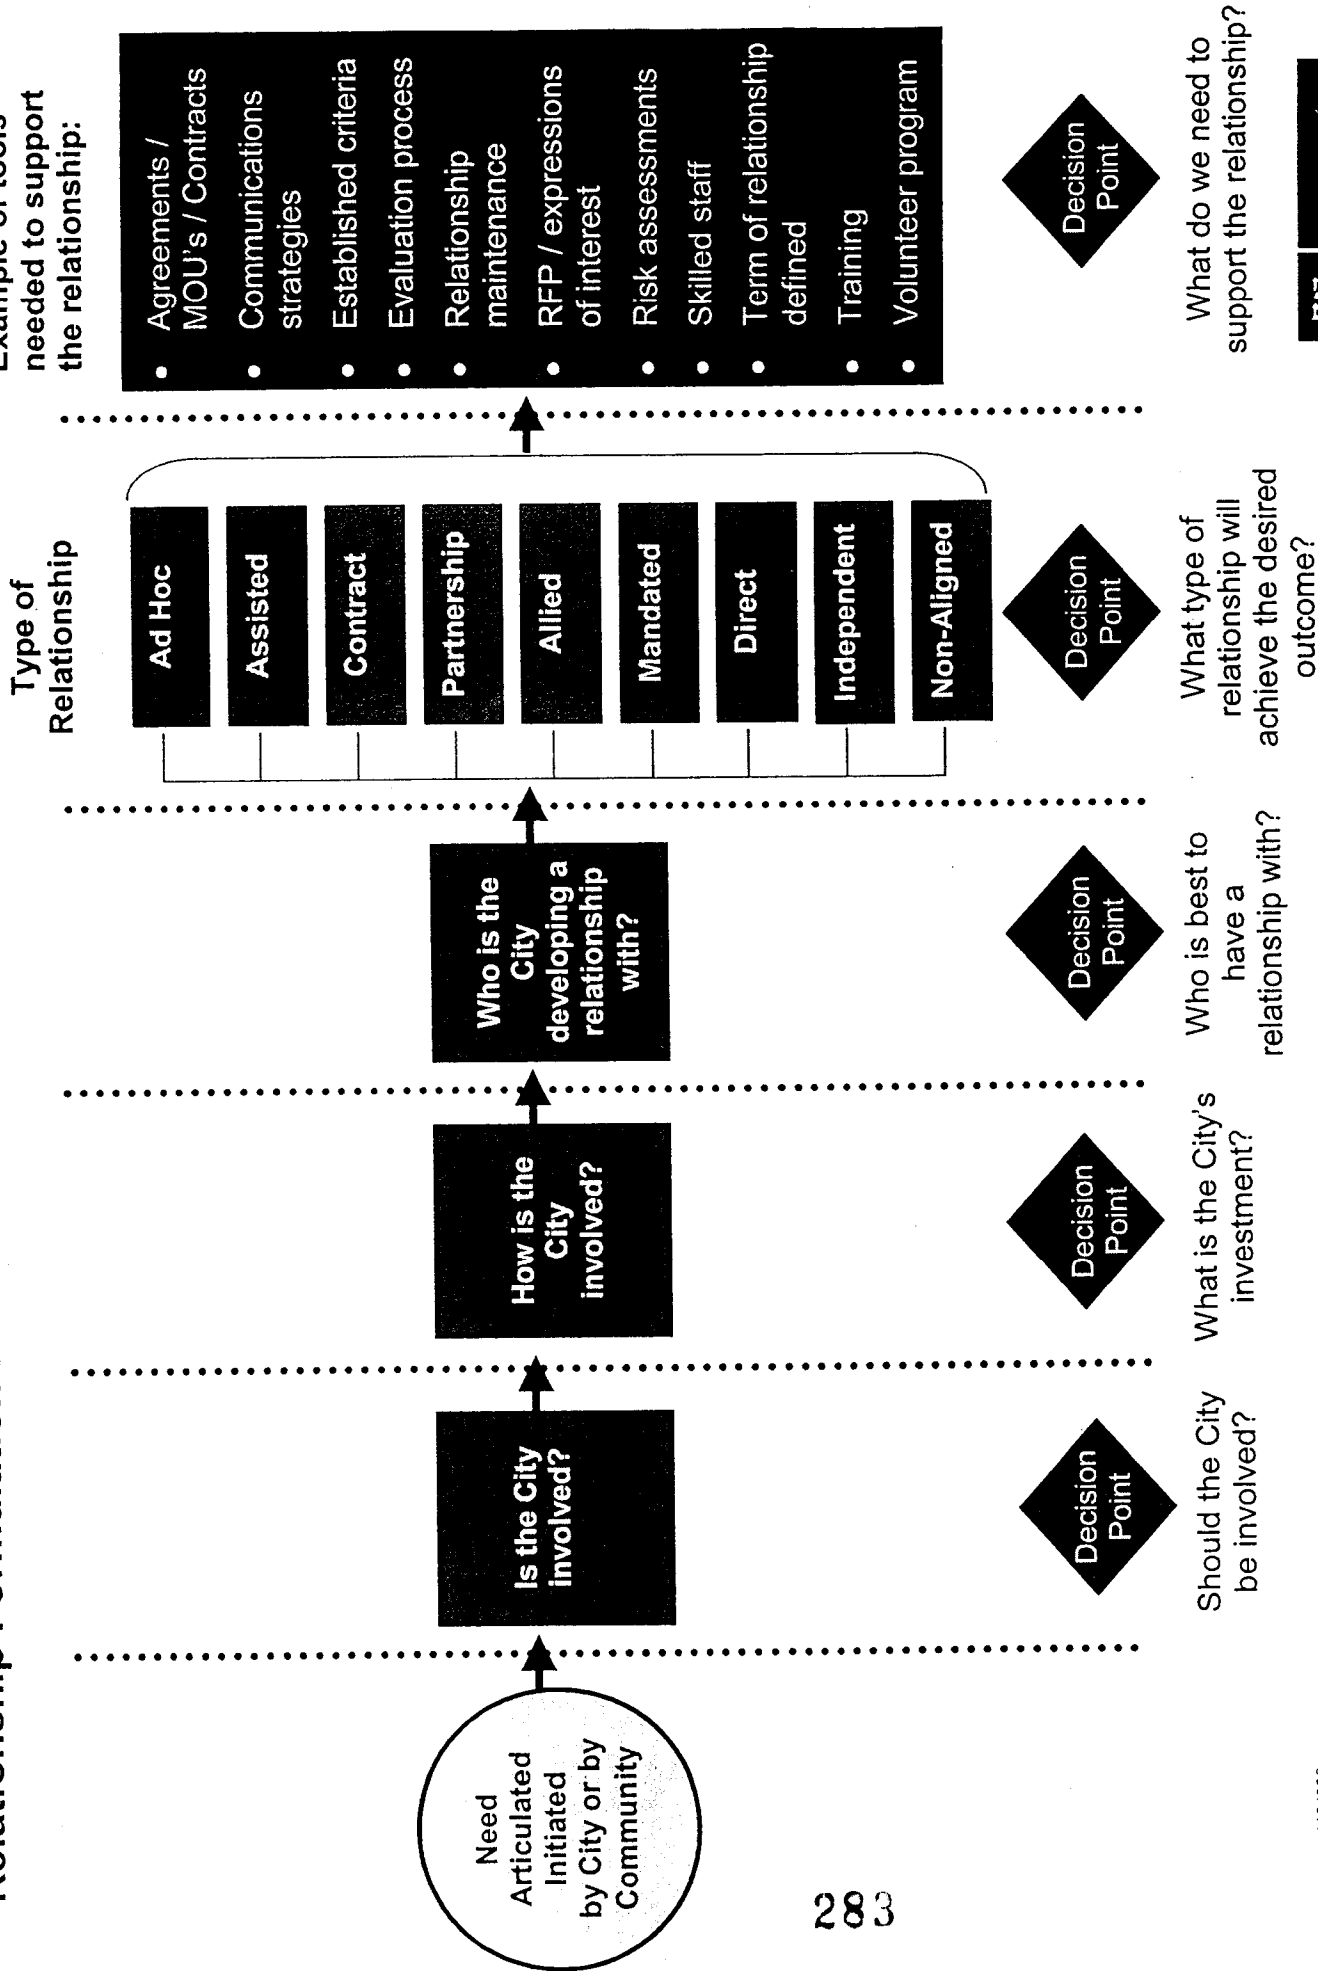 needed to support
the relationship:
Type of
Relationship
Need
Articulated
Initiated
by City or by
Community
Is the City
involved?
How is the
City
involved?
Who is the
City
developing a
relationship
with?
Ad Hoc
Assisted
Contract
Partnership
Allied
Mandated
Direct
Independent
Non-Aligned
• Agreements /
MOU's / Contracts
• Communications
strategies
• Established criteria
• Evaluation process
• Relationship
maintenance
• RFP / expressions
of interest
• Risk assessments
• Skilled staff
• Term of relationship
defined
• Training
• Volunteer program
Decision
Point
Should the City
be involved?
Decision
Point
What is the City's
investment?
Decision
Point
Who is best to
have a
relationship with?
Decision
Point
What type of
relationship will
achieve the desired
outcome?
Decision
Point
What do we need to
support the relationship?
283